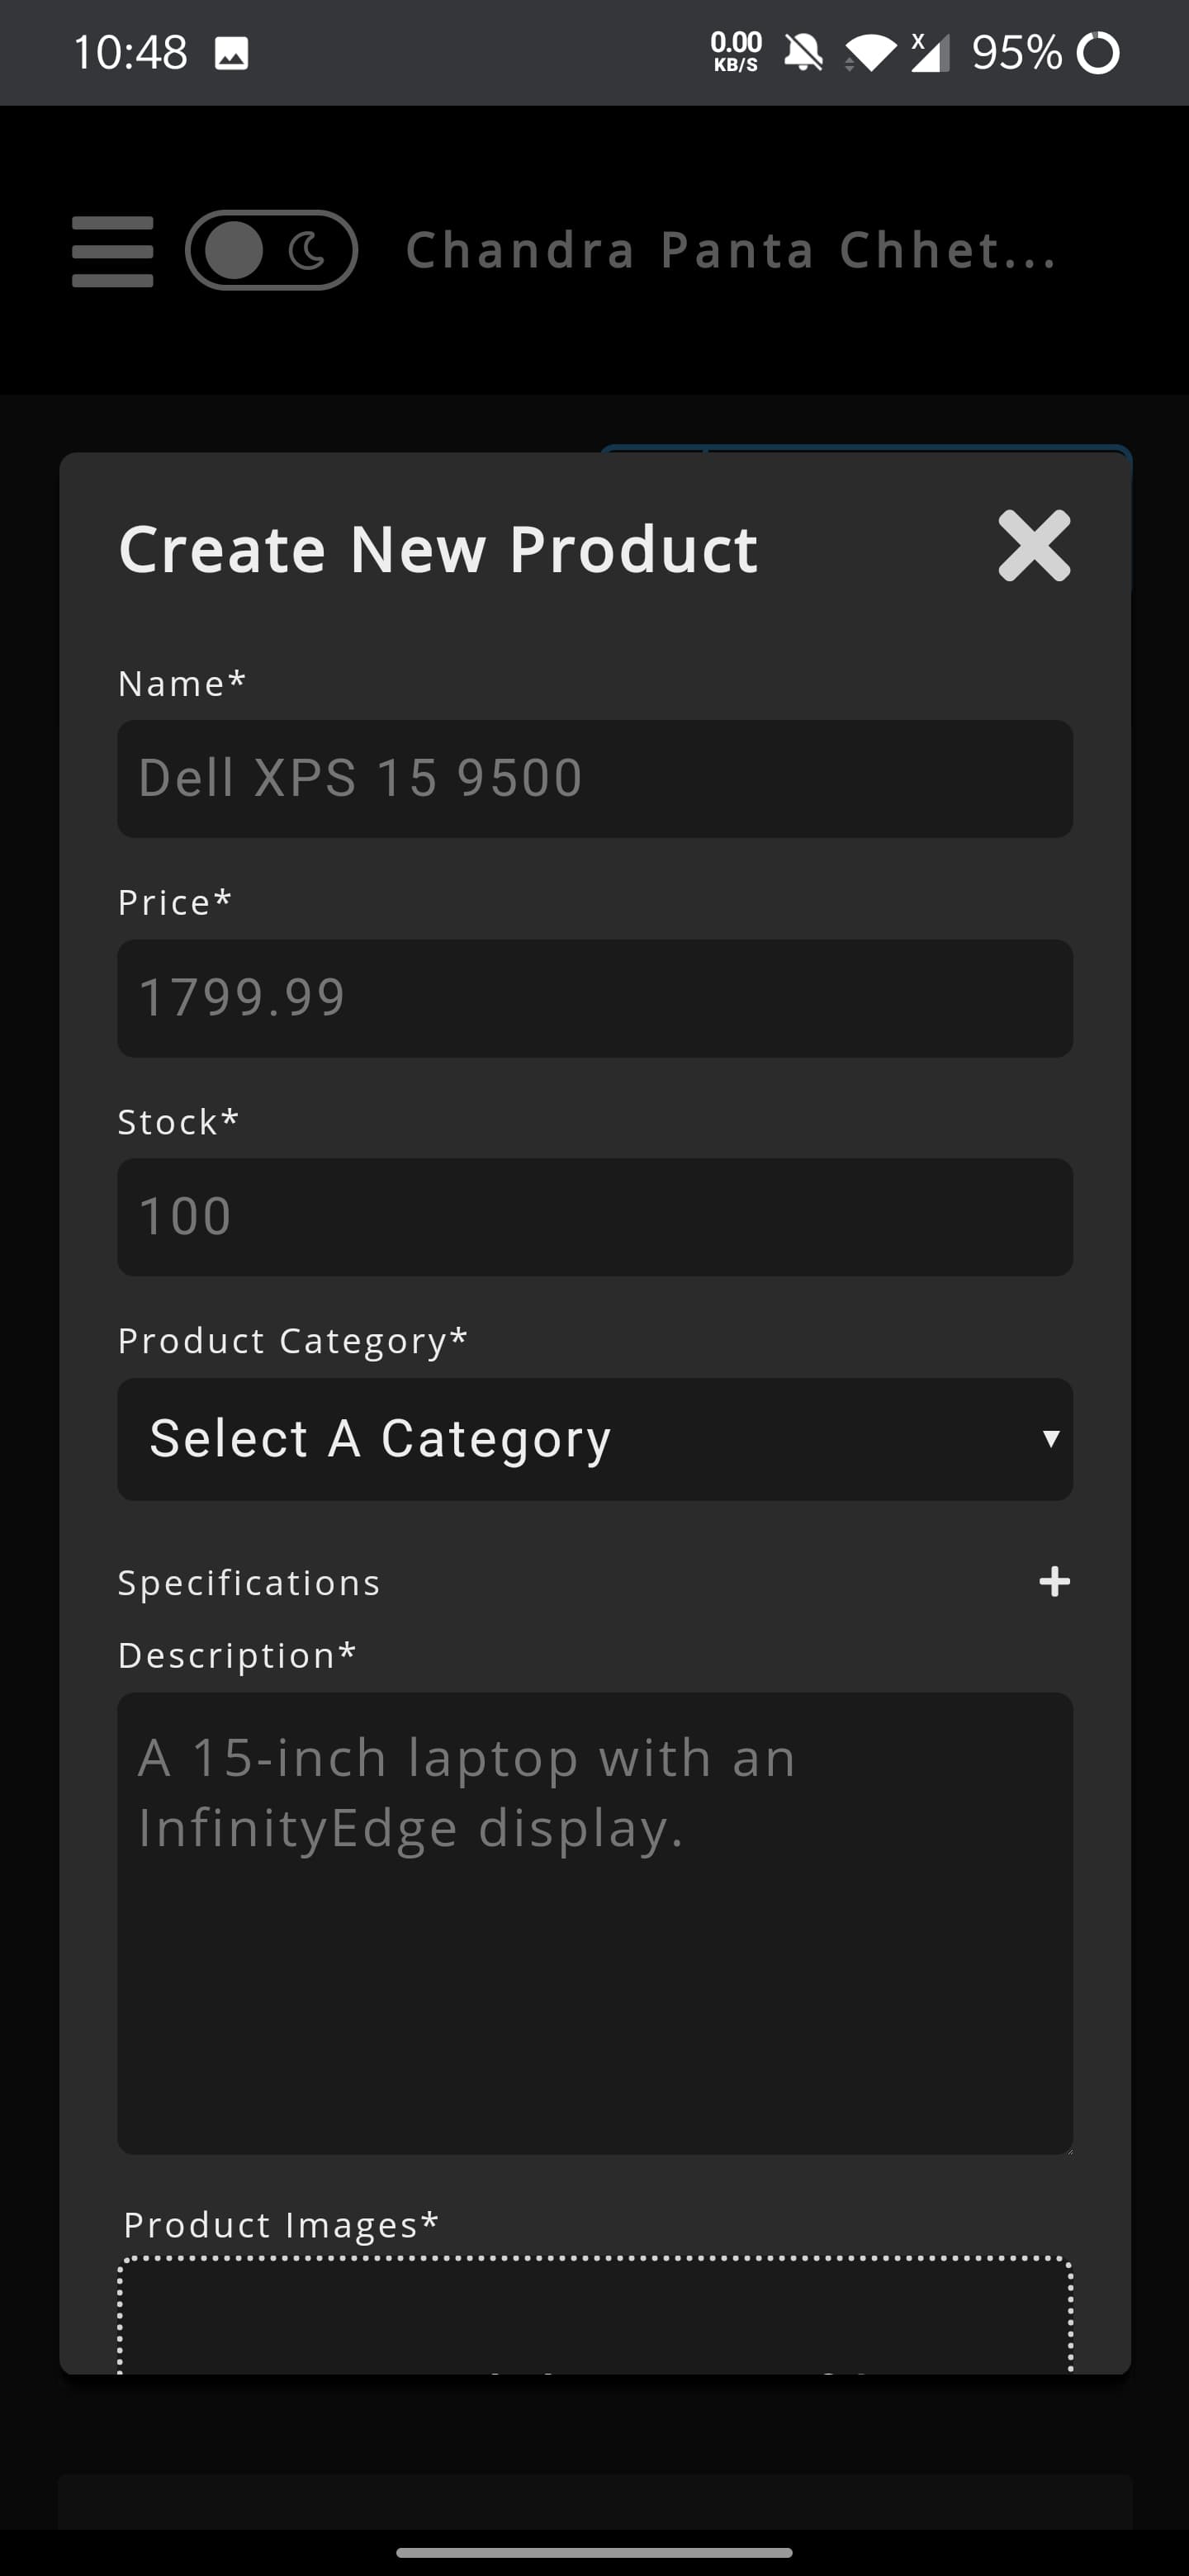 10:48
0.00
KB/S
X
95%
Chandra Panta Chhet...
Create New Product
Name*
Dell XPS 15 9500
Price*
1799.99
Stock*
100
Product Category*
Select A Category
Specifications
Description*
A 15-inch laptop with an
InfinityEdge display.
Product Images*